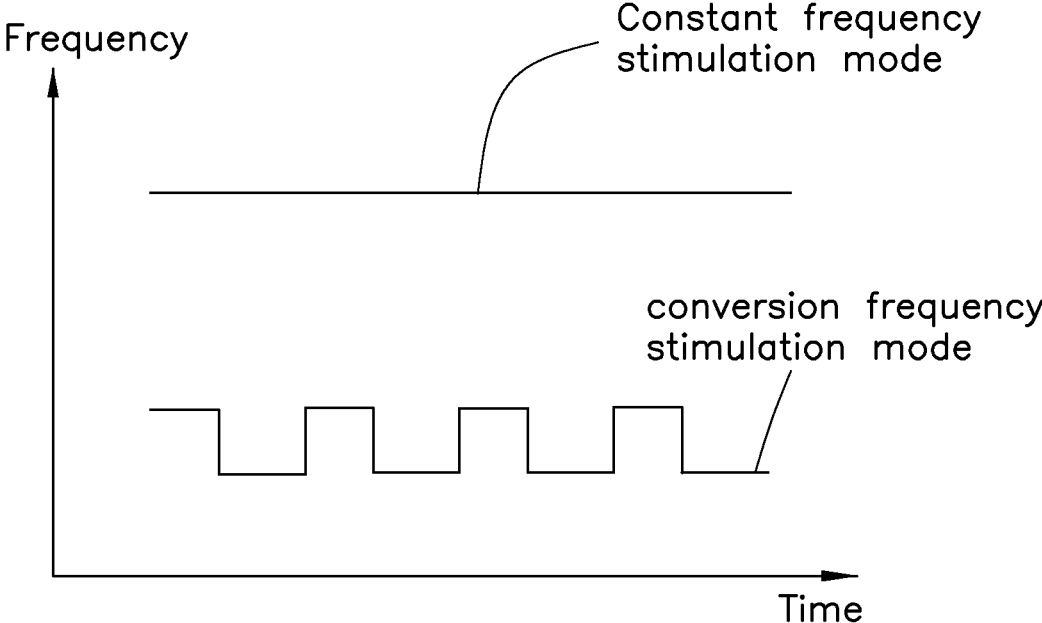 Constant frequency
stimulation mode
Frequency
conversion frequency
stimulation mode
Time